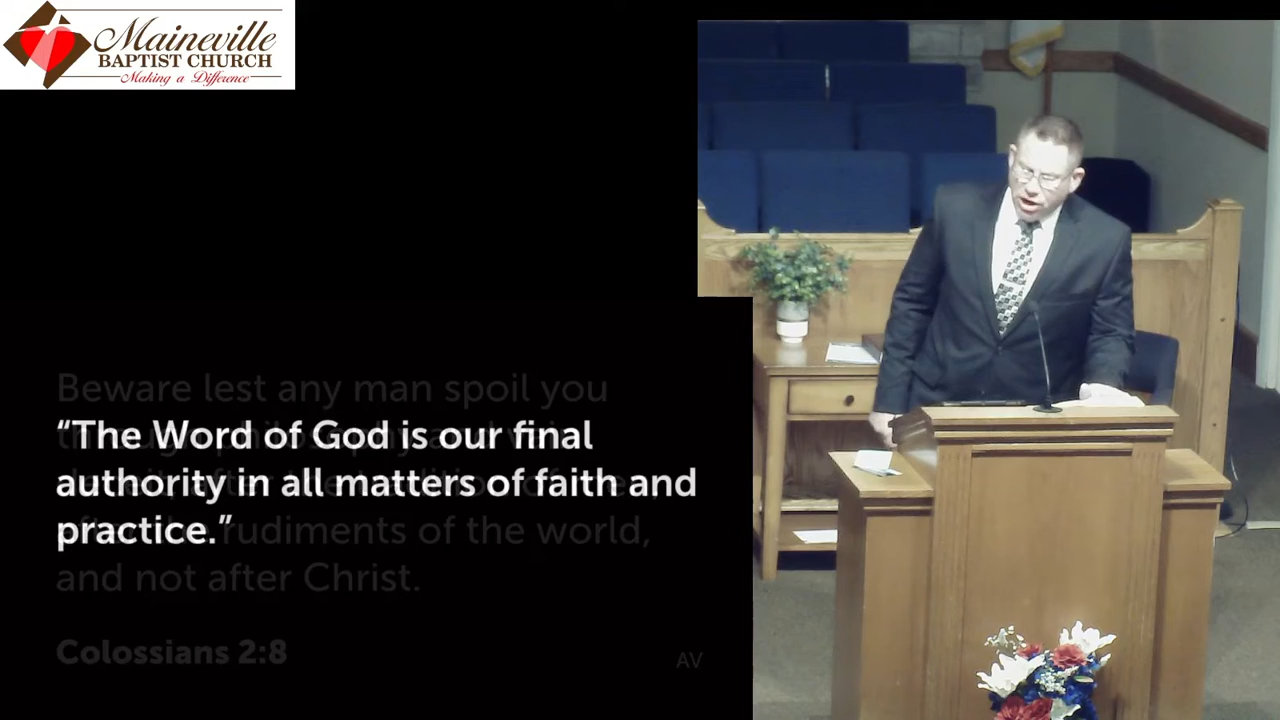 Maineville
BAPTIST CHURCH
Making a Difference
Beware lest any man spoil you
“The Word of God is our final
authority in all matters of faith and
practice.”
rudiments of the world,
and not after Christ.
Colossians 2:8
AV